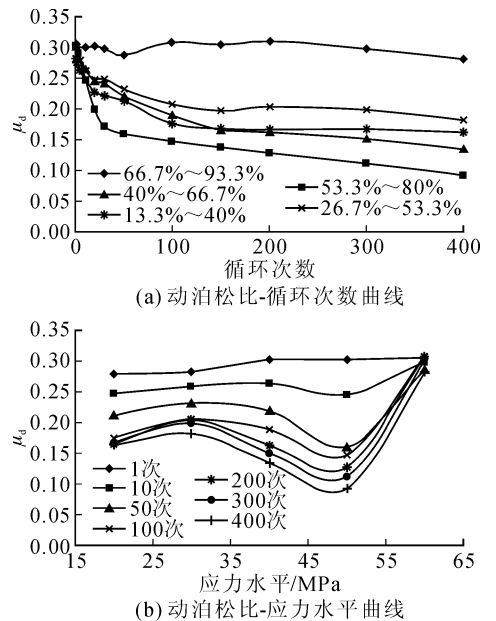 0.35
0.30
0.25
0.20
0.15
0.10
0.05
0.00
μd
66.7%～93.3%
40%～66.7%
13.3%～40%
53.3%～80%
26.7%～53.3%
0 100 200 300 400
循环次数
(a) 动泊松比-循环次数曲线
0.35
0.30
0.25
0.20
0.15
0.10
0.05
0.00
μd
1次
10次
50次
100次
200次
300次
400次
15 25 35 45 55 65
应力水平/MPa
(b) 动泊松比-应力水平曲线